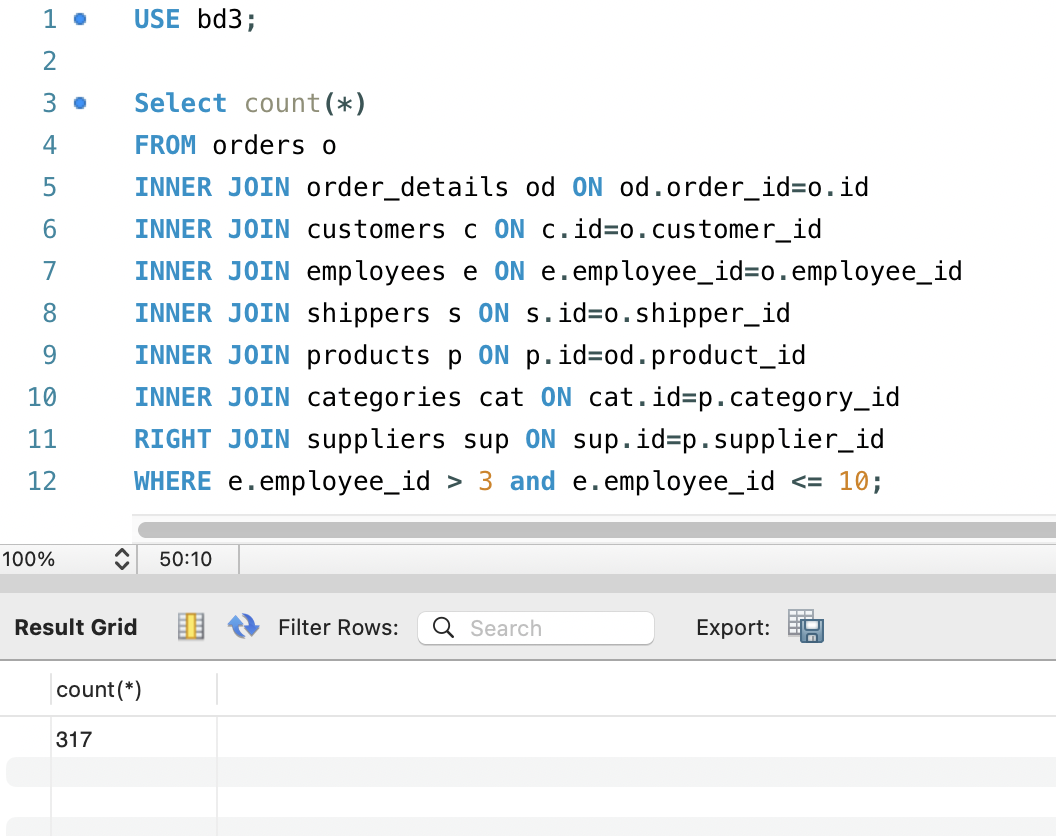 1 USE bd3;
2
3 Select count(*)
4 FROM orders o
5 INNER JOIN order_details od ON od.order_id=o.id
6 INNER JOIN customers c ON c.id=o.customer_id
7 INNER JOIN employees e ON e.employee_id=o.employee_id
8 INNER JOIN shippers s ON s.id=o.shipper_id
9 INNER JOIN products p ON p.id=od.product_id
10 INNER JOIN categories cat ON cat.id=p.category_id
11 RIGHT JOIN suppliers sup ON sup.id=p.supplier_id
12 WHERE e.employee_id > 3 and e.employee_id <= 10;
100% 50:10
Result Grid Filter Rows: Search Export:
count(*)
317